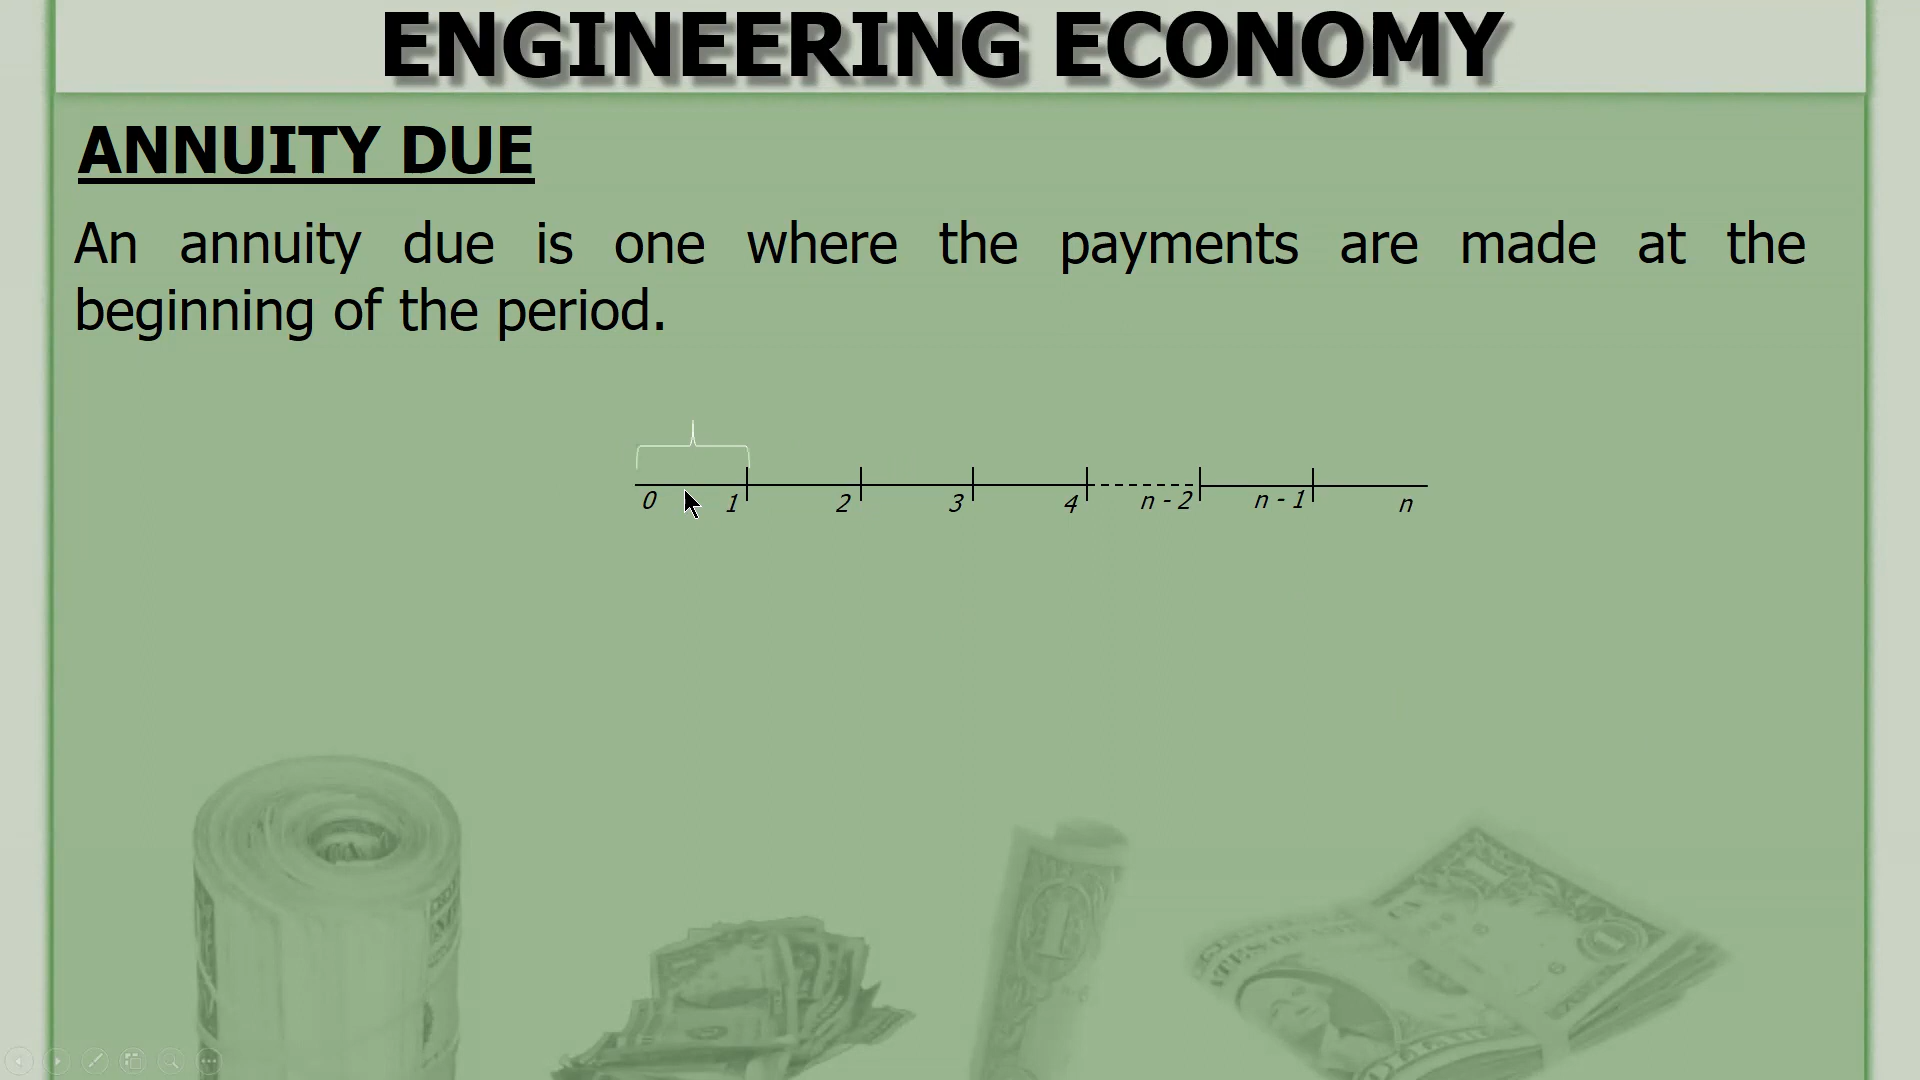 ENGINEERING ECONOMY
ANNUITY DUE
An annuity due is one where the payments are made at the
beginning of the period.
0 1 2 3 4 n - 2 n - 1 n